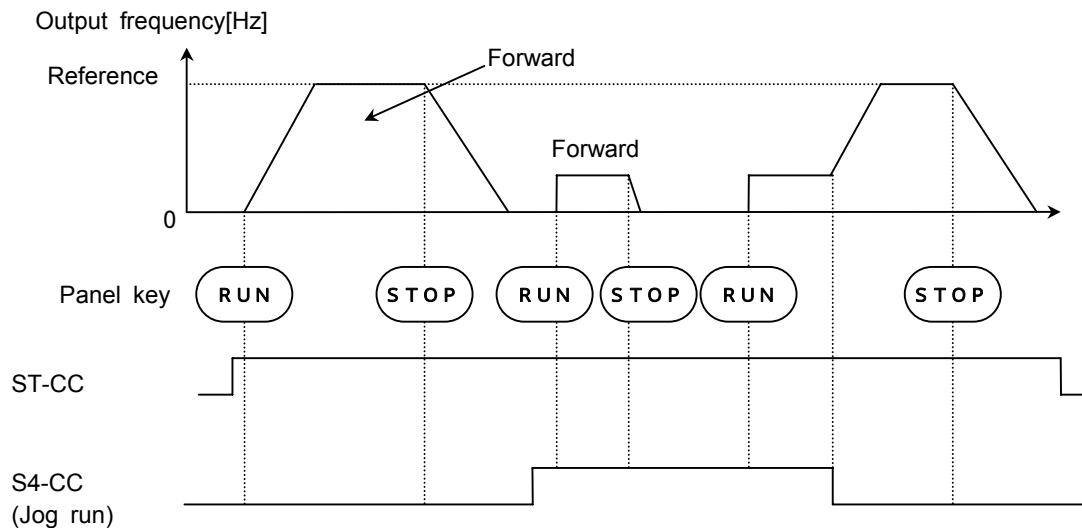 Output frequency[Hz]
Reference
Forward
Forward
0
Panel key
RUN
STOP
RUN
STOP
RUN
STOP
ST-CC
S4-CC
(Jog run)